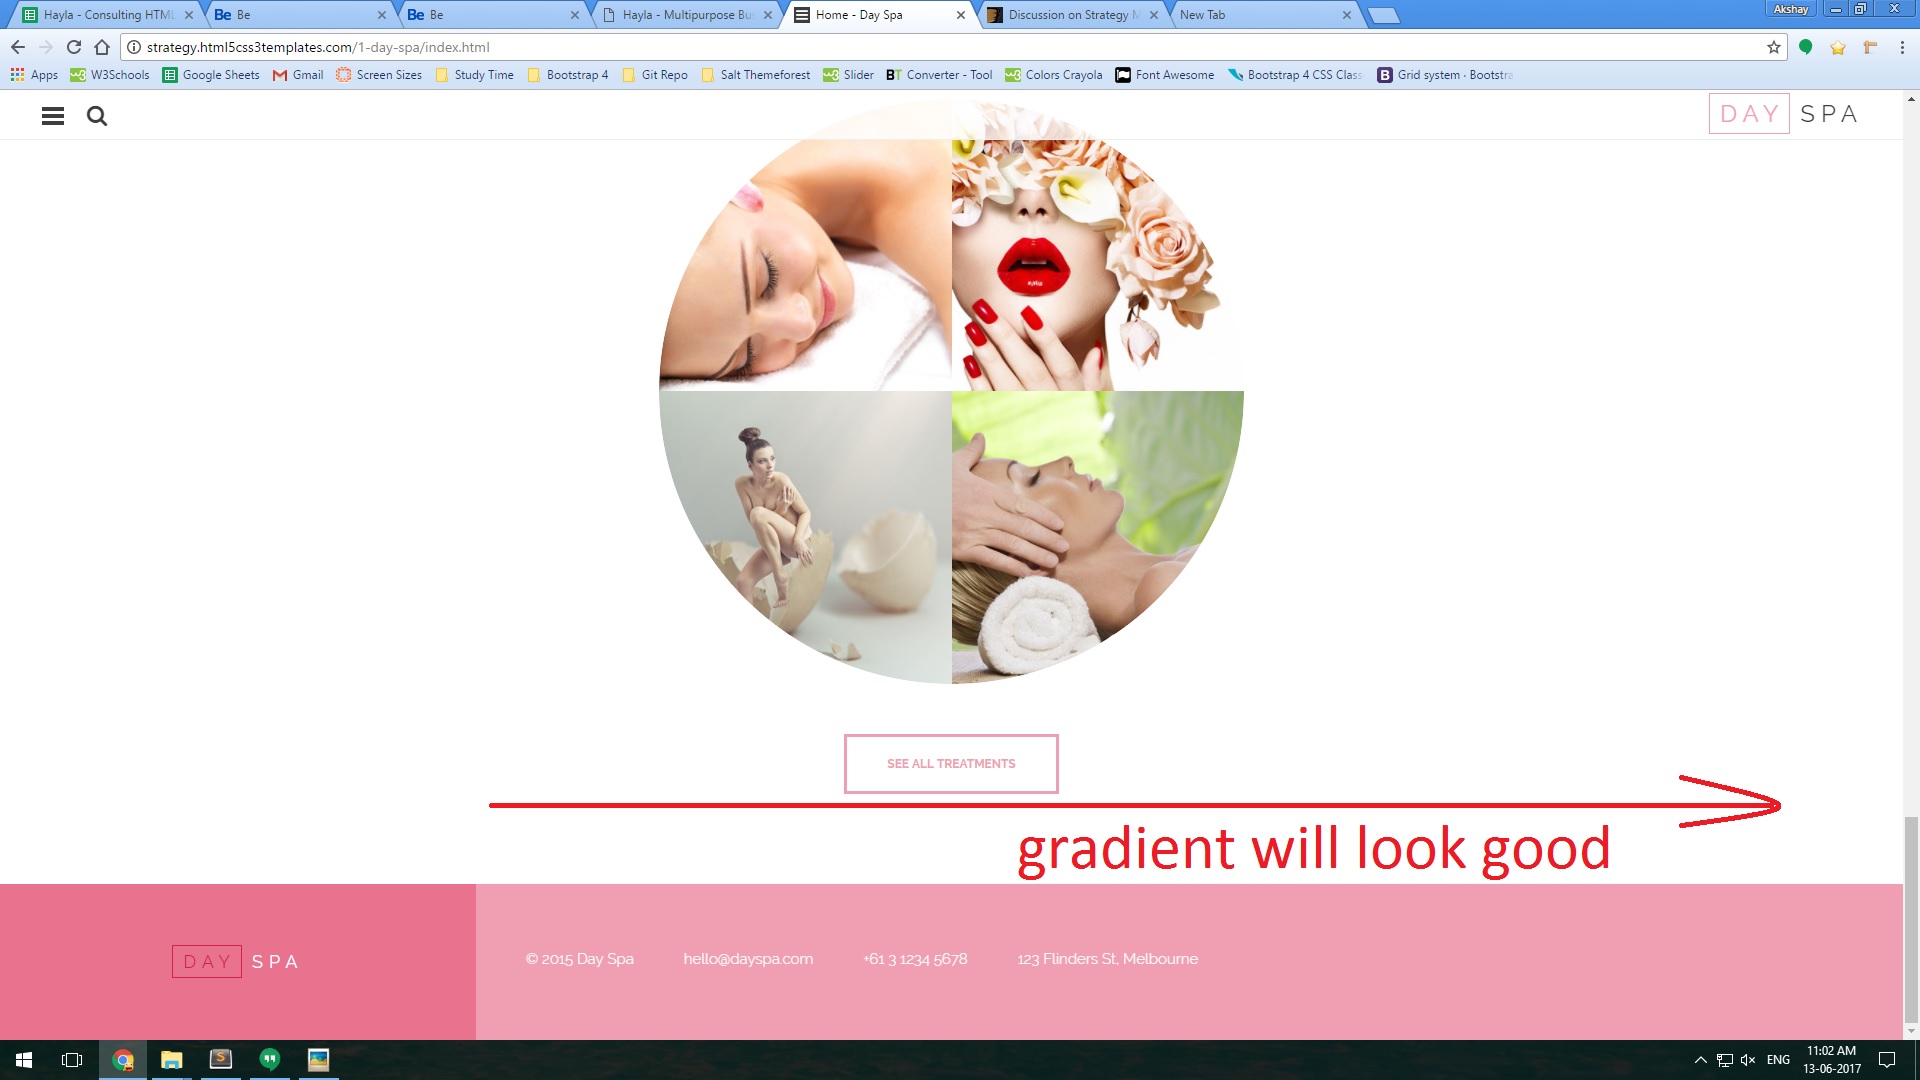 Hayla - Consulting HTML
Be Be
Be Be
Hayla - Multipurpose Bu
Home - Day Spa
Discussion on Strategy M
New Tab
Akshay
strategy.html5css3templates.com/1-day-spa/index.html
Apps W3Schools Google Sheets Gmail Screen Sizes Study Time Bootstrap 4 Git Repo Salt Themeforest Slider BT Converter - Tool Colors Crayola Font Awesome Bootstrap 4 CSS Class B Grid system · Bootstra
DAY SPA
SEE ALL TREATMENTS
gradient will look good
DAY SPA
© 2015 Day Spa hello@dayspa.com +61 3 1234 5678 123 Flinders St, Melbourne
ENG
11:02 AM
13-06-2017